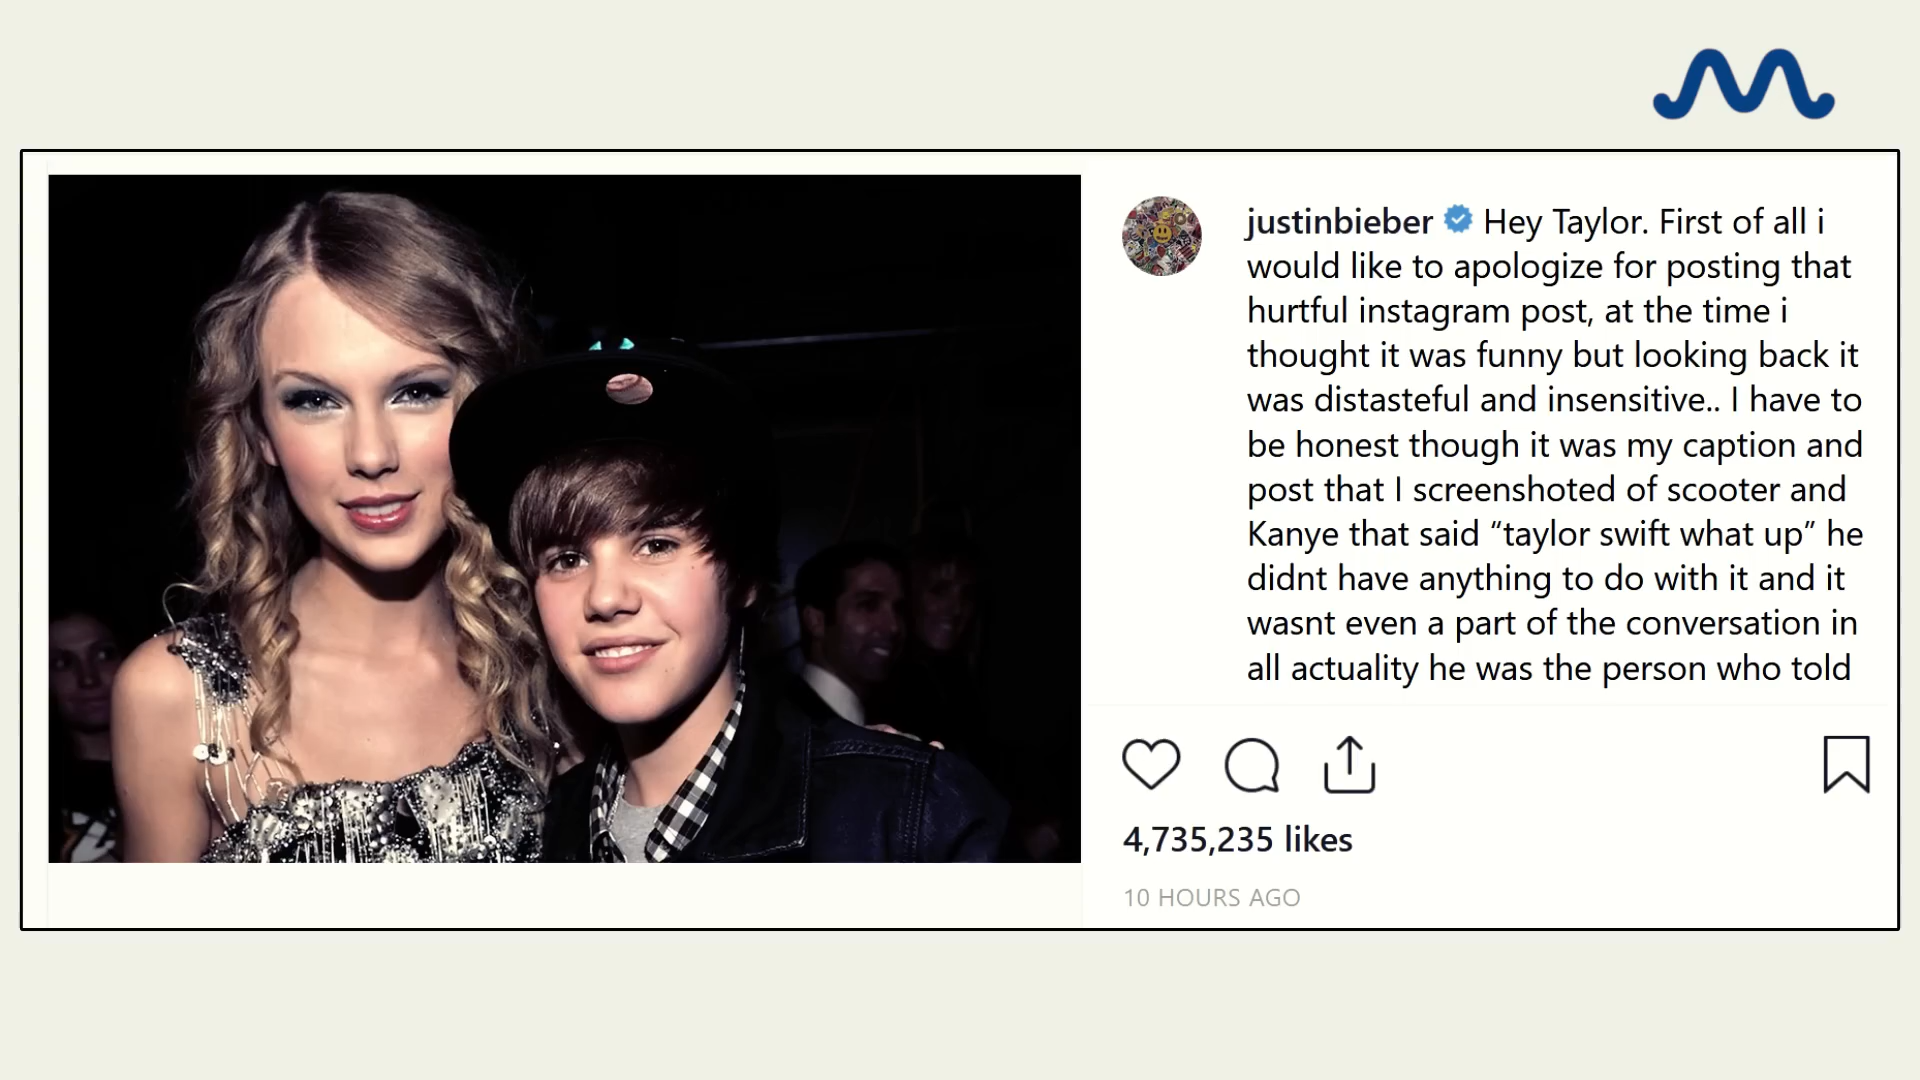 justinbieber Hey Taylor. First of all i
would like to apologize for posting that
hurtful instagram post, at the time i
thought it was funny but looking back it
was distasteful and insensitive.. I have to
be honest though it was my caption and
post that I screenshoted of scooter and
Kanye that said “taylor swift what up” he
didnt have anything to do with it and it
wasnt even a part of the conversation in
all actuality he was the person who told
4,735,235 likes
10 HOURS AGO